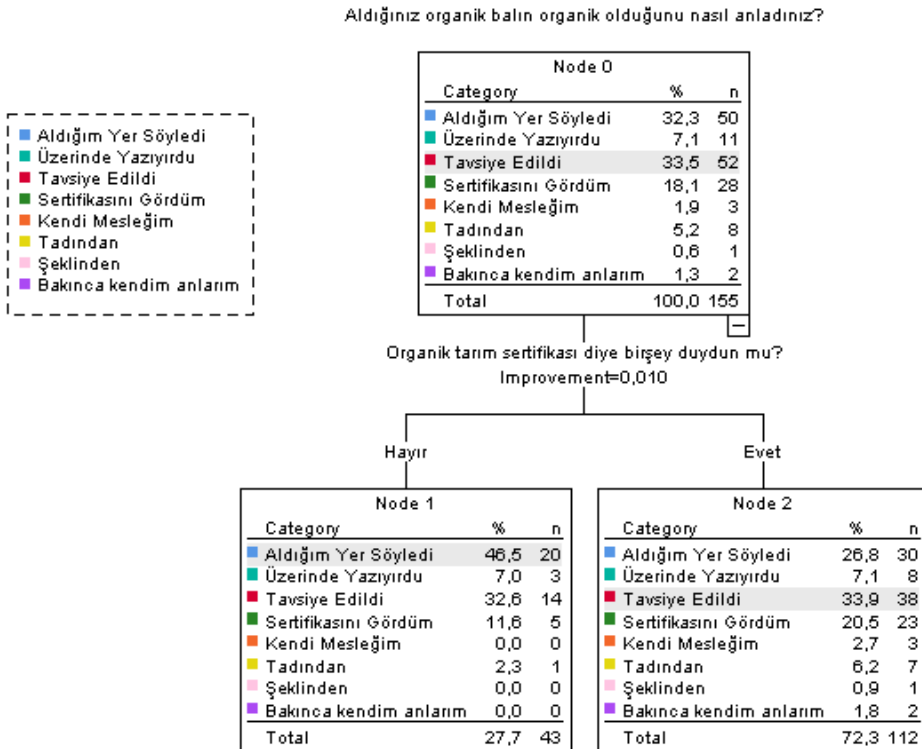 Aldığınız organik balın organik olduğunu nasıl anladınız?
Node 0
Category % n
Aldığım Yer Söyledi 32,3 50
Üzerinde Yazıyırdu 7,1 11
Tavsiye Edildi 33,5 52
Sertifikasını Gördüm 18,1 28
Kendi Mesleğim 1,9 3
Tadından 5,2 8
Şeklinden 0,6 1
Bakınca kendim anlarım 1,3 2
Total 100,0 155
Aldığım Yer Söyledi
Üzerinde Yazıyırdu
Tavsiye Edildi
Sertifikasını Gördüm
Kendi Mesleğim
Tadından
Şeklinden
Bakınca kendim anlarım
Organik tarım sertifikası diye birşey duydun mu?
Improvement=0,010
Hayır
Evet
Node 1
Category % n
Aldığım Yer Söyledi 46,5 20
Üzerinde Yazıyırdu 7,0 3
Tavsiye Edildi 32,6 14
Sertifikasını Gördüm 11,6 5
Kendi Mesleğim 0,0 0
Tadından 2,3 1
Şeklinden 0,0 0
Bakınca kendim anlarım 0,0 0
Total 27,7 43
Node 2
Category % n
Aldığım Yer Söyledi 26,8 30
Üzerinde Yazıyırdu 7,1 8
Tavsiye Edildi 33,9 38
Sertifikasını Gördüm 20,5 23
Kendi Mesleğim 2,7 3
Tadından 6,2 7
Şeklinden 0,9 1
Bakınca kendim anlarım 1,8 2
Total 72,3 112